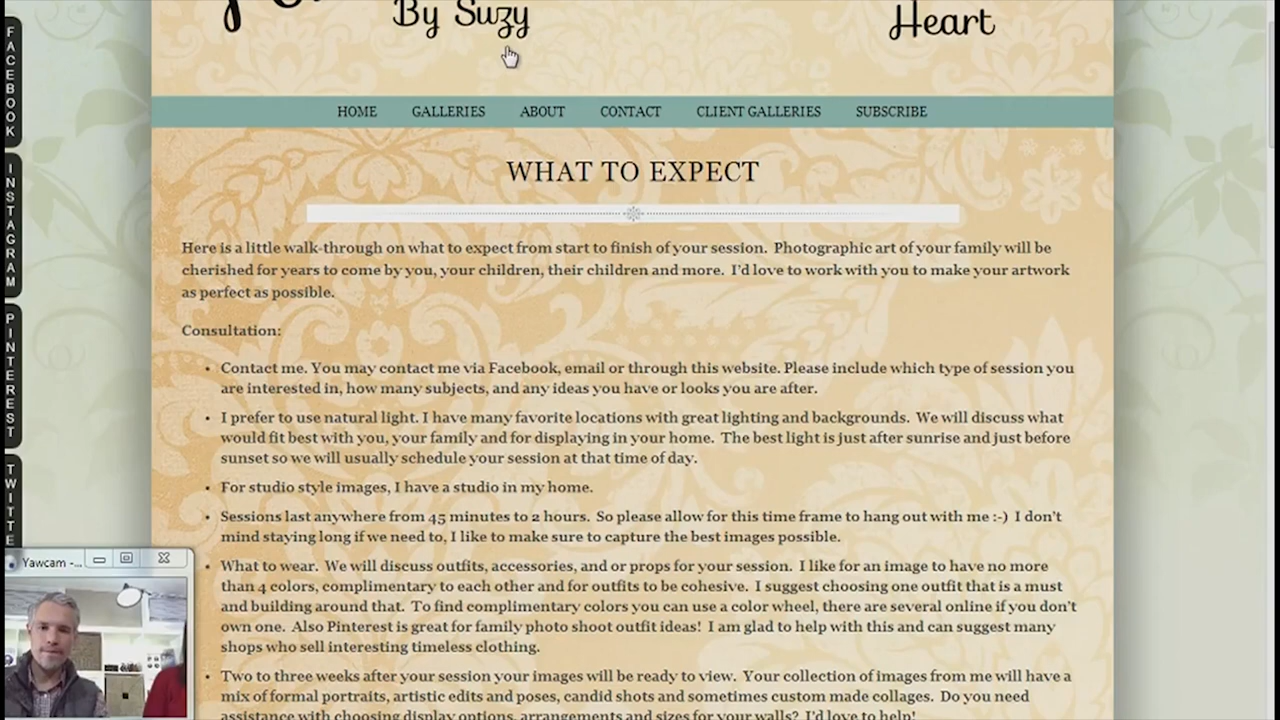 By Suzy
Heart
FACEBOOK
INSTAGRAM
PINTEREST
TWITTE
HOME GALLERIES ABOUT CONTACT CLIENT GALLERIES SUBSCRIBE
WHAT TO EXPECT
Here is a little walk-through on what to expect from start to finish of your session. Photographic art of your family will be
cherished for years to come by you, your children, their children and more. I'd love to work with you to make your artwork
as perfect as possible.
Consultation:
• Contact me. You may contact me via Facebook, email or through this website. Please include which type of session you
are interested in, how many subjects, and any ideas you have or looks you are after.
• I prefer to use natural light. I have many favorite locations with great lighting and backgrounds. We will discuss what
would fit best with you, your family and for displaying in your home. The best light is just after sunrise and just before
sunset so we will usually schedule your session at that time of day.
• For studio style images, I have a studio in my home.
• Sessions last anywhere from 45 minutes to 2 hours. So please allow for this time frame to hang out with me :-) I don't
mind staying long if we need to, I like to make sure to capture the best images possible.
• What to wear. We will discuss outfits, accessories, and or props for your session. I like for an image to have no more
than 4 colors, complimentary to each other and for outfits to be cohesive. I suggest choosing one outfit that is a must
and building around that. To find complimentary colors you can use a color wheel, there are several online if you don't
own one. Also Pinterest is great for family photo shoot outfit ideas! I am glad to help with this and can suggest many
shops who sell interesting timeless clothing.
• Two to three weeks after your session your images will be ready to view. Your collection of images from me will have a
mix of formal portraits, artistic edits and poses, candid shots and sometimes custom made collages. Do you need
assistance with choosing display options, arrangements and sizes for your walls? I'd love to help!
Yawcam -...